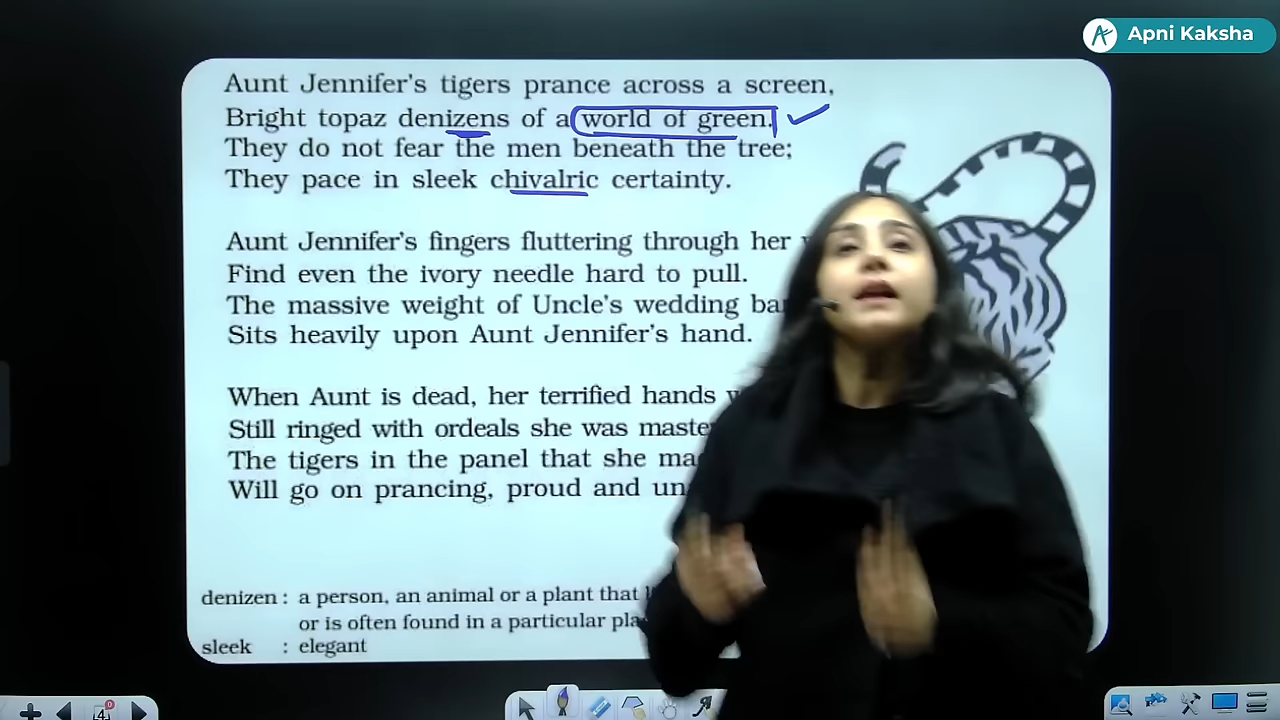 Apni Kaksha
Aunt Jennifer's tigers prance across a screen,
Bright topaz denizens of a world of green.
They do not fear the men beneath the tree;
They pace in sleek chivalric certainty.
Aunt Jennifer's fingers fluttering through her
Find even the ivory needle hard to pull.
The massive weight of Uncle's wedding
Sits heavily upon Aunt Jennifer's hand.
When Aunt is dead, her terrified hands
Still ringed with ordeals she was
The tigers in the panel that she
Will go on prancing, proud and
denizen : a person, an animal or a plant that
or is often found in a particular
sleek : elegant
4